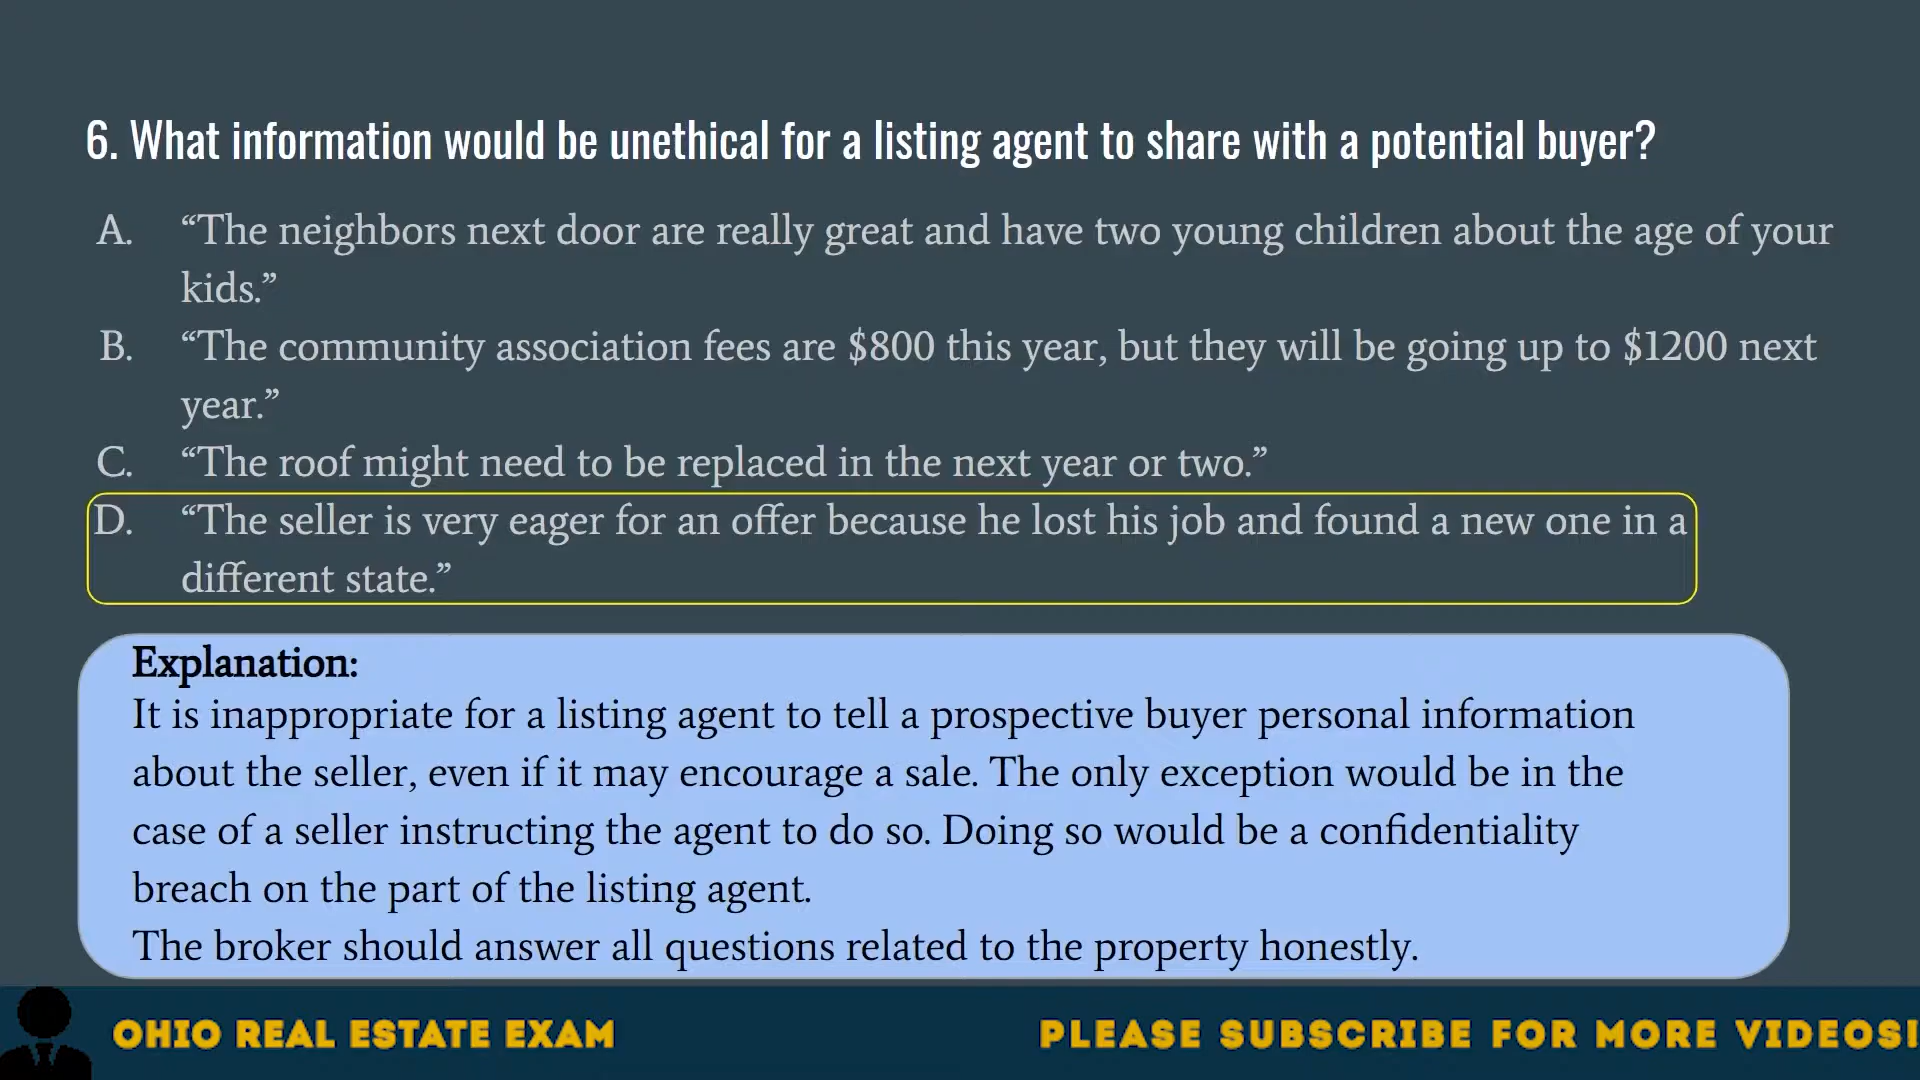 6. What information would be unethical for a listing agent to share with a potential buyer?
A. “The neighbors next door are really great and have two young children about the age of your
kids.”
B. “The community association fees are $800 this year, but they will be going up to $1200 next
year.”
C. “The roof might need to be replaced in the next year or two.”
D. “The seller is very eager for an offer because he lost his job and found a new one in a
different state.”
Explanation:
It is inappropriate for a listing agent to tell a prospective buyer personal information
about the seller, even if it may encourage a sale. The only exception would be in the
case of a seller instructing the agent to do so. Doing so would be a confidentiality
breach on the part of the listing agent.
The broker should answer all questions related to the property honestly.
OHIO REAL ESTATE EXAM
PLEASE SUBSCRIBE FOR MORE VIDEOS!